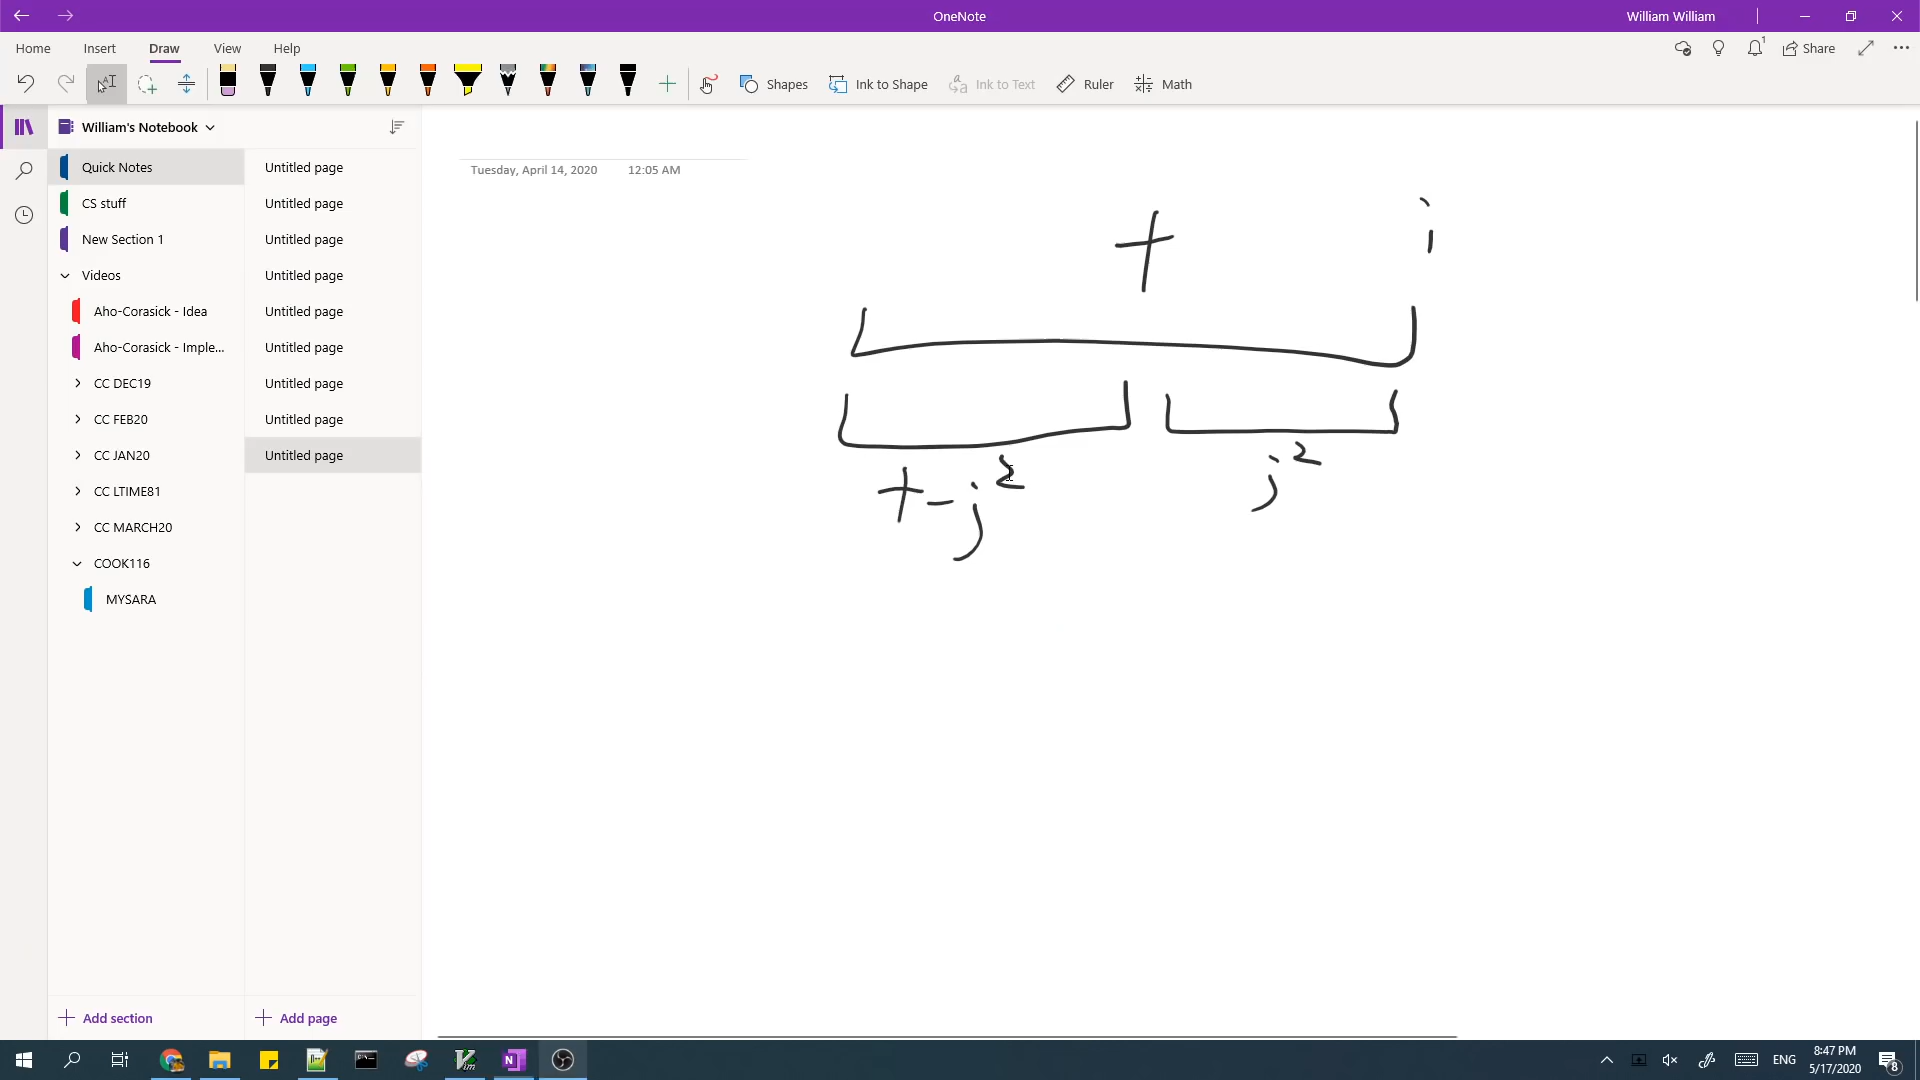 OneNote
William William
Home Insert Draw View Help
1
Share
Shapes
Ink to Shape
Ink to Text
Ruler
Math
William's Notebook
Quick Notes
CS stuff
New Section 1
Videos
Aho-Corasick - Idea
Aho-Corasick - Imple...
CC DEC19
CC FEB20
CC JAN20
CC LTIME81
CC MARCH20
COOK116
MYSARA
Add section
Untitled page
Untitled page
Untitled page
Untitled page
Untitled page
Untitled page
Untitled page
Untitled page
Untitled page
Add page
Tuesday, April 14, 2020 12:05 AM
t i
t-j² j²
ENG
8:47 PM
5/17/2020
8